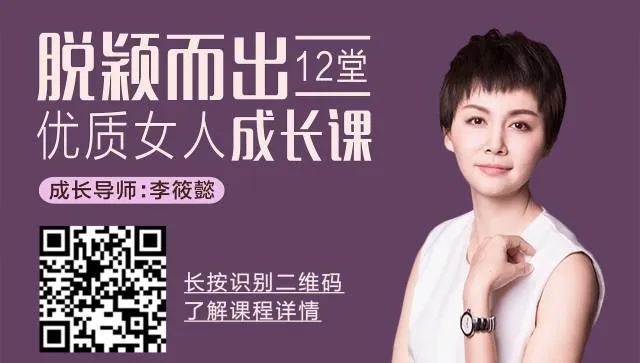 脱颖而出12堂
优质女人成长课
成长导师:李筱懿
长按识别二维码
了解课程详情